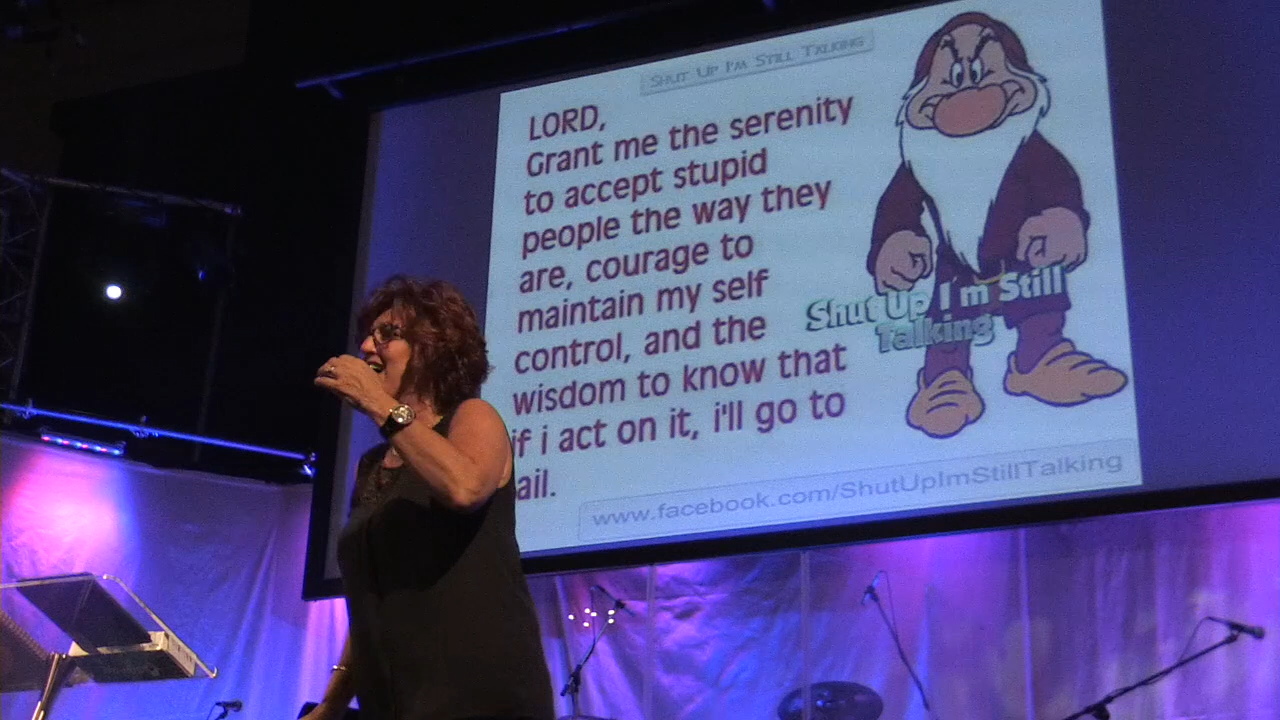 SHUT UP I'M STILL TALKING
LORD,
Grant me the serenity
to accept stupid
people the way they
are, courage to
maintain my self
control, and the
wisdom to know that
if i act on it, i'll go to
ail.
Shut Up I'm Still
Talking
www.facebook.com/ShutUpImStillTalking